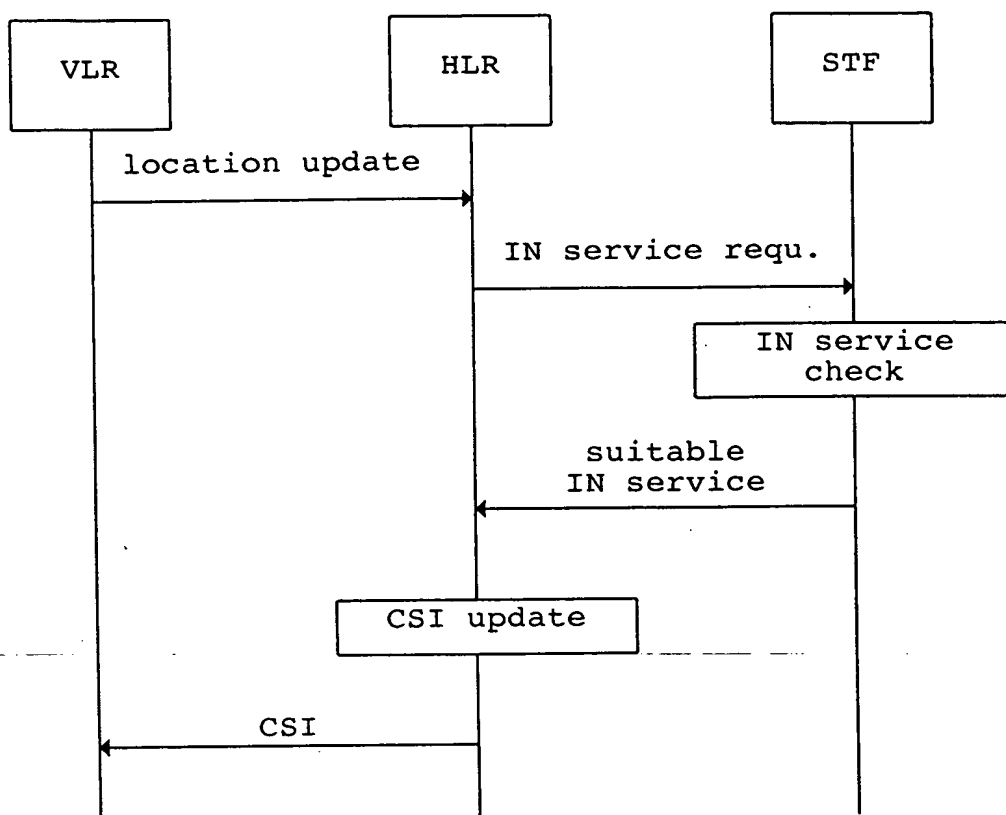 VLR
HLR
STF
location update
IN service requ.
IN service
check
suitable
IN service
CSI update
CSI